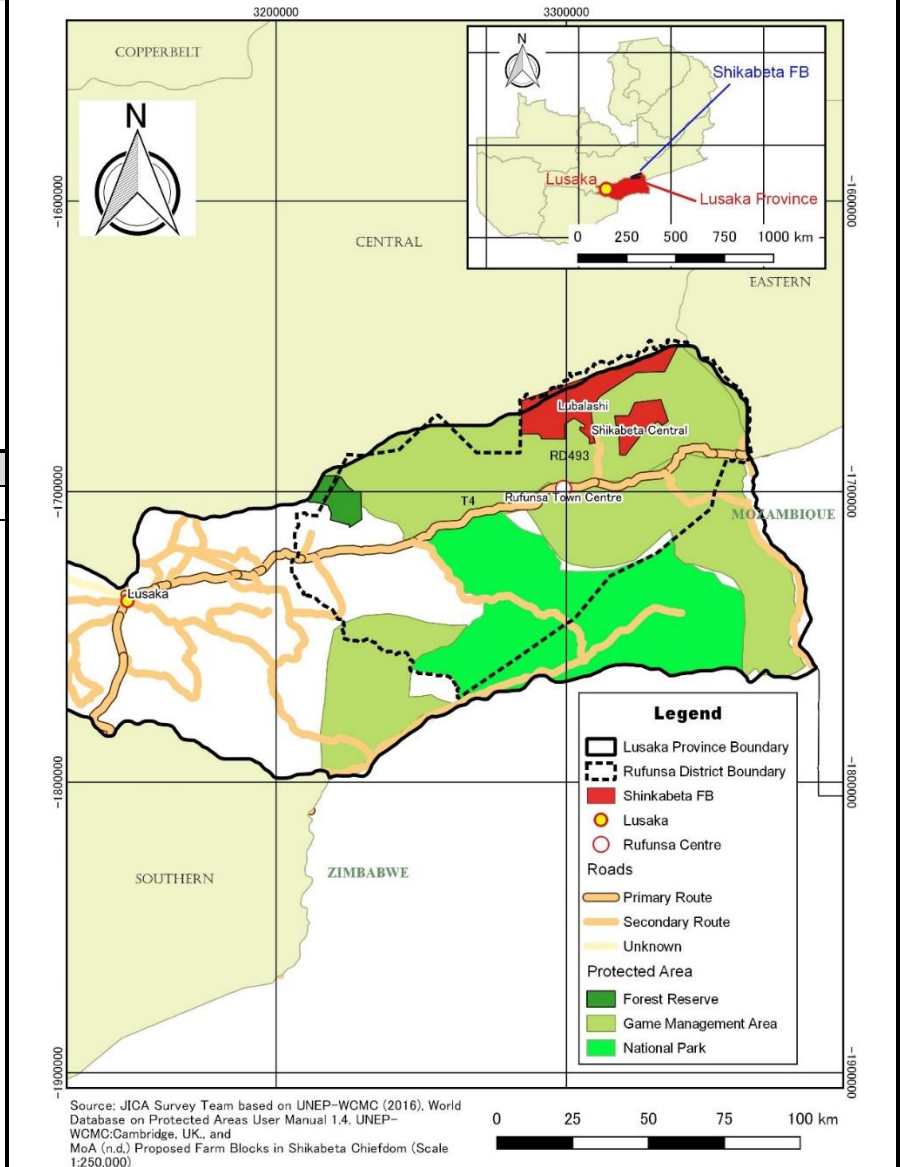 3200000
3300000
COPPERBELT
N
CENTRAL
N
Shikabeta FB
Lusaka
Lusaka Province
0 250 500 750 1000 km
EASTERN
-1600000
-1600000
Lubalashi
Shikabeta Central
RD493
T4
Rufunsa Town Centre
-1700000
-1700000
MOZAMBIQUE
Lusaka
-1800000
-1800000
SOUTHERN
ZIMBABWE
Legend
Lusaka Province Boundary
Rufunsa District Boundary
Shinkabeta FB
Lusaka
Rufunsa Centre
Roads
Primary Route
Secondary Route
Unknown
Protected Area
Forest Reserve
Game Management Area
National Park
-1900000
-1900000
Source: JICA Survey Team based on UNEP-WCMC (2016). World
Database on Protected Areas User Manual 1.4. UNEP-
WCMC:Cambridge, UK., and
MoA (n.d.) Proposed Farm Blocks in Shikabeta Chiefdom (Scale
1:250,000)
0 25 50 75 100 km